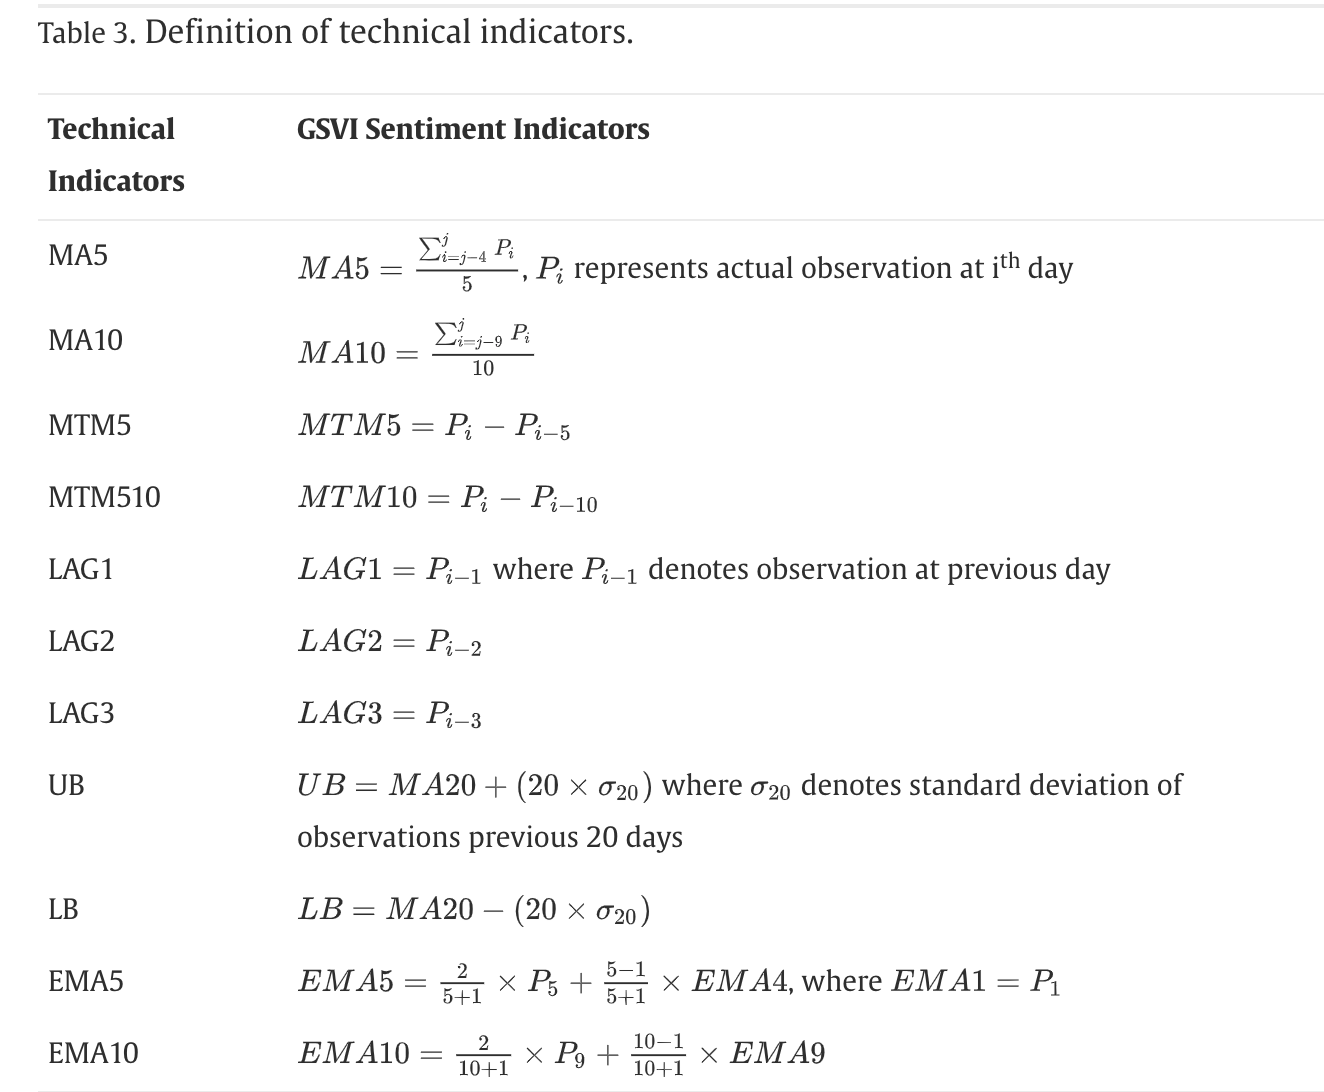 Table 3. Definition of technical indicators.
Technical Indicators GSVI Sentiment Indicators
MA5 $MA5 = \frac{\sum_{i=j-4}^{j} P_i}{5}$, $P_i$ represents actual observation at i^th day
MA10 $MA10 = \frac{\sum_{i=j-9}^{j} P_i}{10}$
MTM5 $MTM5 = P_i - P_{i-5}$
MTM510 $MTM10 = P_i - P_{i-10}$
LAG1 $LAG1 = P_{i-1}$ where $P_{i-1}$ denotes observation at previous day
LAG2 $LAG2 = P_{i-2}$
LAG3 $LAG3 = P_{i-3}$
UB $UB = MA20 + (20 \times \sigma_{20})$ where $\sigma_{20}$ denotes standard deviation of
observations previous 20 days
LB $LB = MA20 - (20 \times \sigma_{20})$
EMA5 $EMA5 = \frac{2}{5+1} \times P_5 + \frac{5-1}{5+1} \times EMA4$, where $EMA1 = P_1$
EMA10 $EMA10 = \frac{2}{10+1} \times P_9 + \frac{10-1}{10+1} \times EMA9$